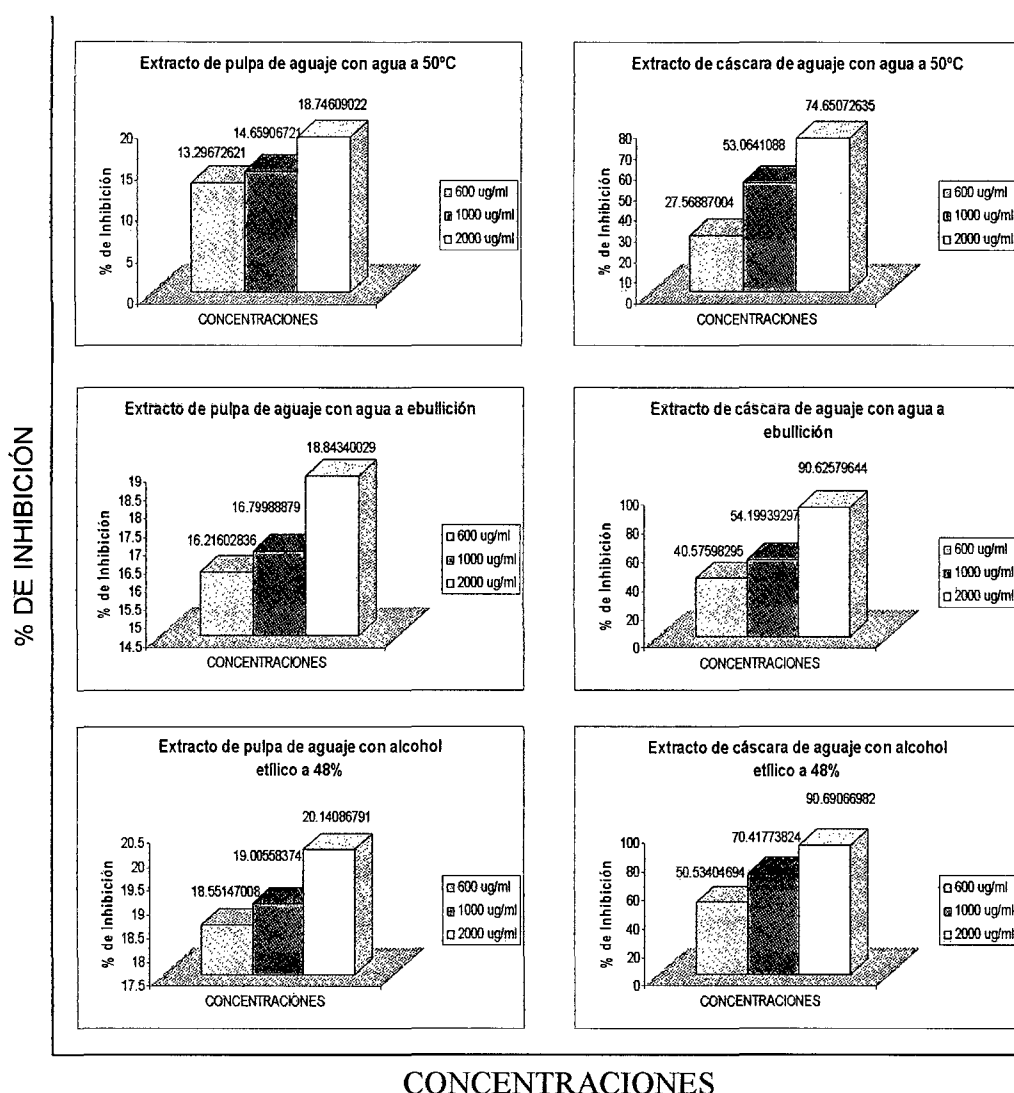 % DE INHIBICIÓN
Extracto de pulpa de aguaje con agua a 50ºC
18.74609022
14.65906721
13.29672621
% de Inhibición
20
15
10
5
0
CONCENTRACIONES
600 ug/ml
1000 ug/ml
2000 ug/ml
Extracto de cáscara de aguaje con agua a 50ºC
74.65072635
53.0641088
27.56887004
% de Inhibición
80
70
60
50
40
30
20
10
0
CONCENTRACIONES
600 ug/ml
1000 ug/ml
2000 ug/ml
Extracto de pulpa de aguaje con agua a ebullición
18.84340029
16.79988879
16.21602836
% de Inhibición
19
18.5
18
17.5
17
16.5
16
15.5
15
14.5
CONCENTRACIONES
600 ug/ml
1000 ug/ml
2000 ug/ml
Extracto de cáscara de aguaje con agua a
ebullición
90.62579644
54.19939297
40.57598295
% de Inhibición
100
80
60
40
20
0
CONCENTRACIONES
600 ug/ml
1000 ug/ml
2000 ug/ml
Extracto de pulpa de aguaje con alcohol
etílico a 48%
20.14086791
19.00558374
18.55147008
% de Inhibición
20.5
20
19.5
19
18.5
18
17.5
CONCENTRACIONES
600 ug/ml
1000 ug/ml
2000 ug/ml
Extracto de cáscara de aguaje con alcohol
etílico a 48%
90.69066982
70.41773824
50.53404694
% de Inhibición
100
80
60
40
20
0
CONCENTRACIONES
600 ug/ml
1000 ug/ml
2000 ug/ml
CONCENTRACIONES